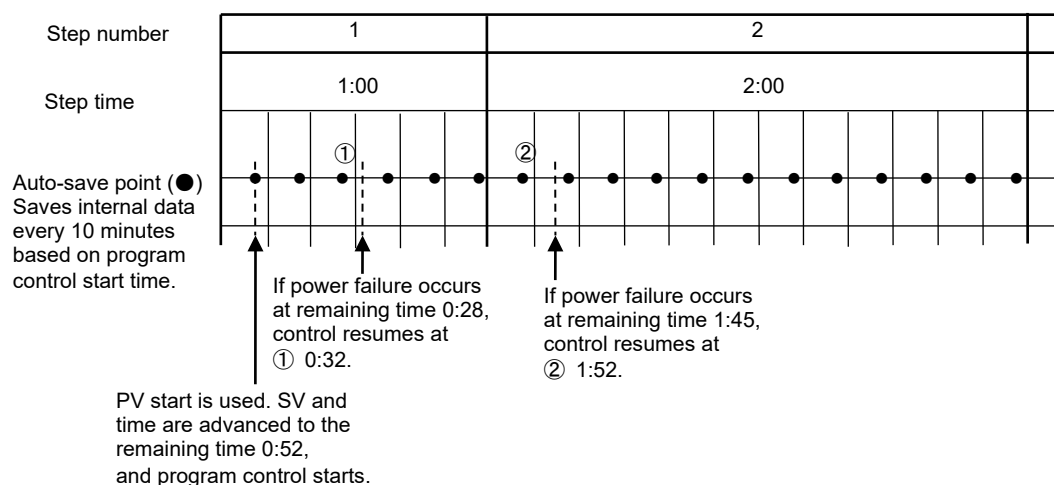 Step number 1 2
Step time 1:00 2:00
① ②
Auto-save point (●)
Saves internal data
every 10 minutes
based on program
control start time.
If power failure occurs
at remaining time 0:28,
control resumes at
① 0:32.
If power failure occurs
at remaining time 1:45,
control resumes at
② 1:52.
PV start is used. SV and
time are advanced to the
remaining time 0:52,
and program control starts.